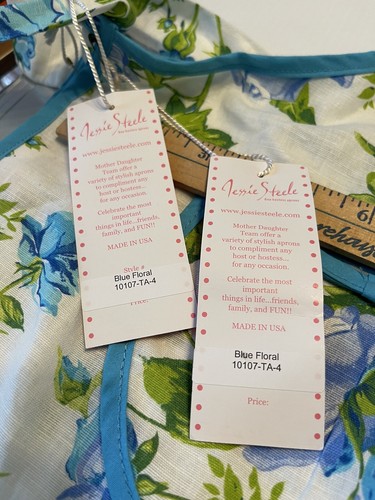 Jessie Steele
www.jessiesteele.com
Mother Daughter
Team offer a
variety of stylish aprons
to compliment any
host or hostess...
for any occasion.
Celebrate the most
important
things in life...friends,
family, and FUN!!
MADE IN USA
Style #
Blue Floral
10107-TA-4
Price:
Jessie Steele
www.jessiesteele.com
Mother Daughter
Team offer a
variety of stylish aprons
to compliment any
host or hostess...
for any occasion.
Celebrate the most
important
things in life...friends,
family, and FUN!!
MADE IN USA
Blue Floral
10107-TA-4
Price: